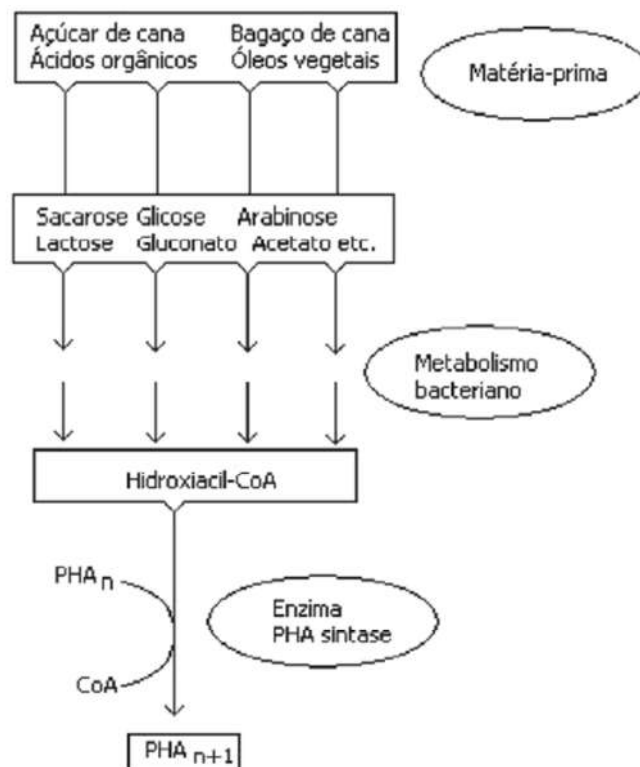 Açúcar de cana Bagaço de cana
Ácidos orgânicos Óleos vegetais
Matéria-prima
Sacarose Glicose Arabinose
Lactose Gluconato Acetato etc.
Metabolismo
bacteriano
Hidroxiacil-CoA
PHA n
Enzima
PHA sintase
CoA
PHA n+1